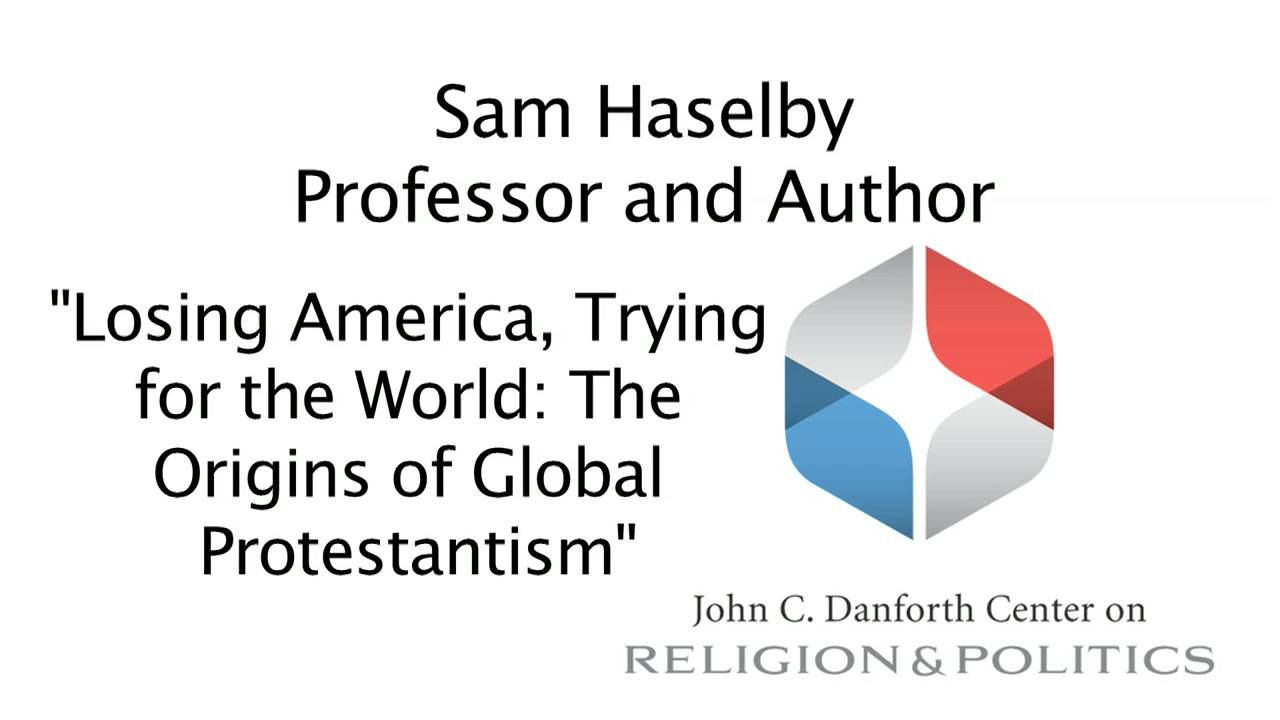 Sam Haselby
Professor and Author
"Losing America, Trying
for the World: The
Origins of Global
Protestantism"
John C. Danforth Center on
RELIGION & POLITICS